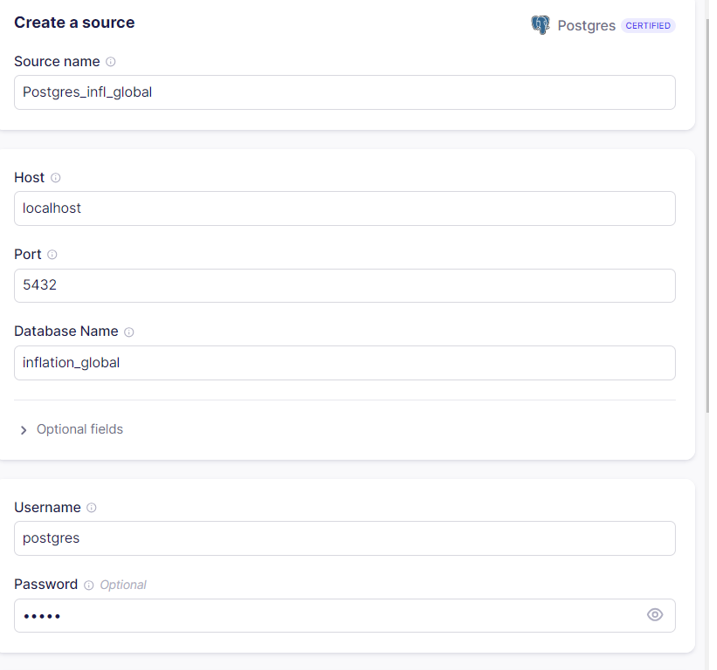 Create a source
Postgres CERTIFIED
Source name
Postgres_infl_global
Host
localhost
Port
5432
Database Name
inflation_global
Optional fields
Username
postgres
Password Optional
•••••